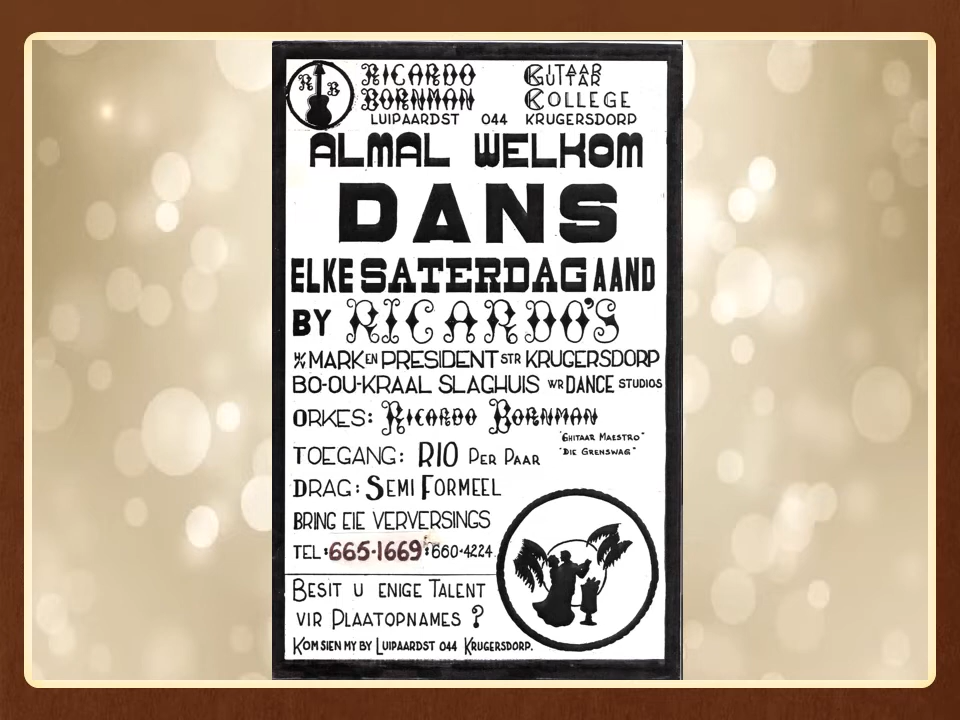 R B
RICARDO GITAAR GUITAAR
BORNMAN KOLLEGE
LUIPAARDST 044 KRUGERSDORP
ALMAL WELKOM
DANS
ELKE SATERDAG AAND
BY RICARDO'S
H/V MARK EN PRESIDENT STR KRUGERSDORP
BO-OU-KRAAL SLAGHUIS WR DANCE STUDIOS
ORKES: RICARDO BORNMAN
"GHITAAR MAESTRO"
"DIE GRENSWAG"
TOEGANG: R10 PER PAAR
DRAG: SEMI FORMEEL
BRING EIE VERVERSINGS
TEL: 665-1669: 660-4224.
BESIT U ENIGE TALENT
VIR PLAATOPNAMES ?
KOM SIEN MY BY LUIPAARDST 044 KRUGERSDORP.